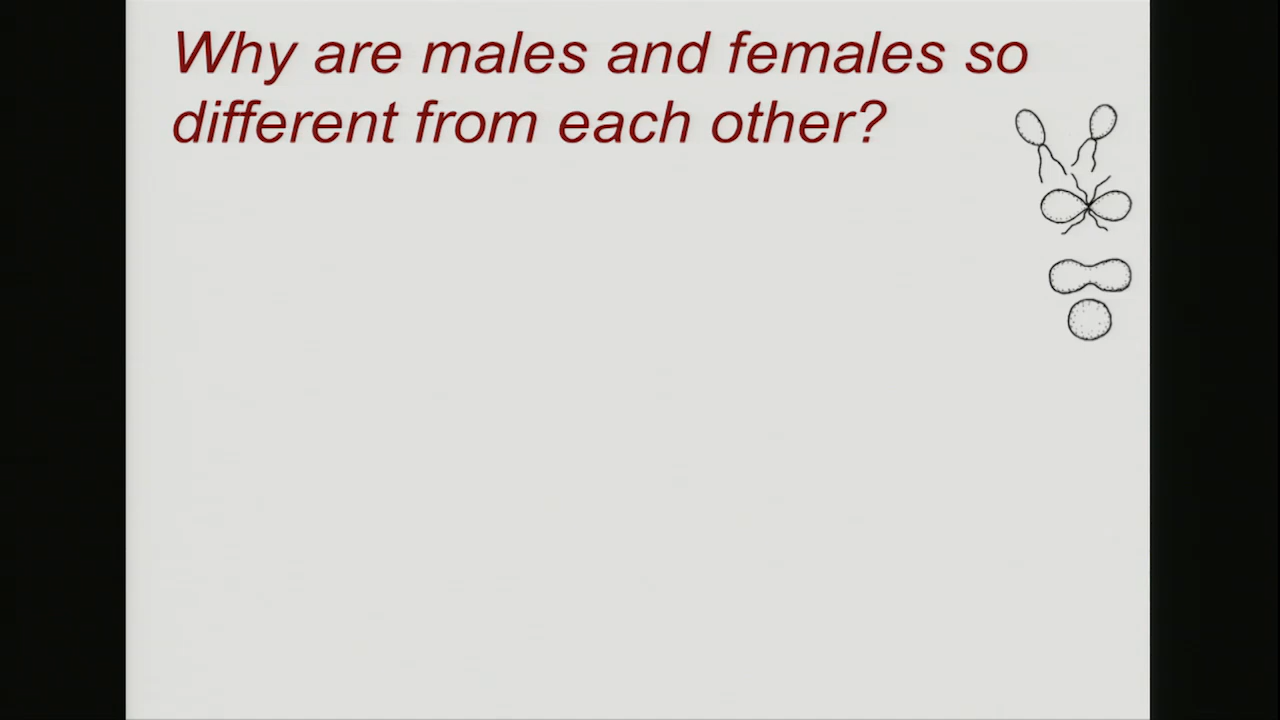 Why are males and females so
different from each other?